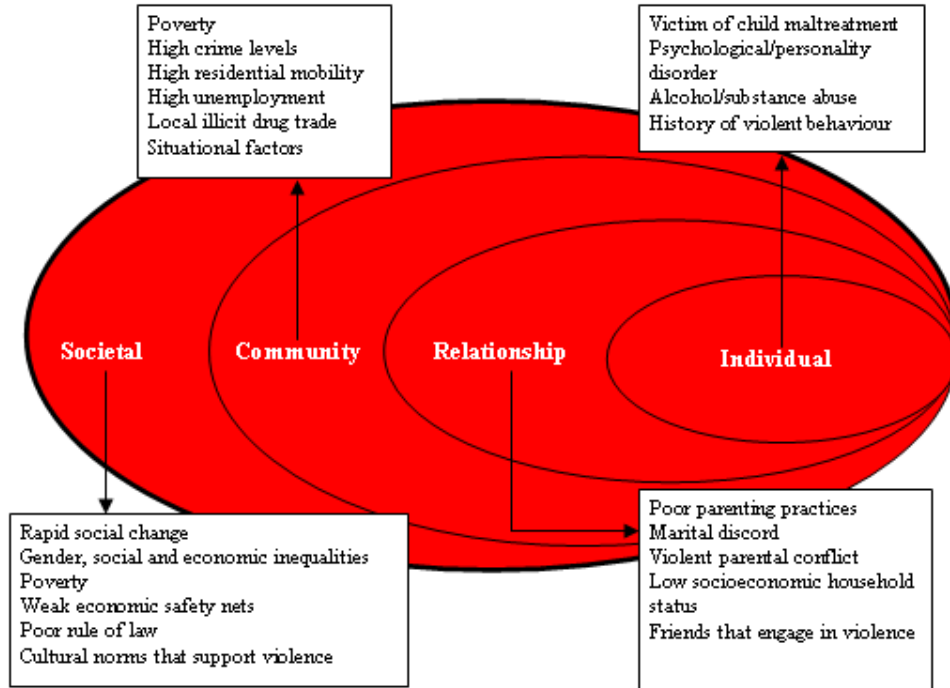 Poverty
High crime levels
High residential mobility
High unemployment
Local illicit drug trade
Situational factors
Victim of child maltreatment
Psychological/personality
disorder
Alcohol/substance abuse
History of violent behaviour
Societal
Community
Relationship
Individual
Rapid social change
Gender, social and economic inequalities
Poverty
Weak economic safety nets
Poor rule of law
Cultural norms that support violence
Poor parenting practices
Marital discord
Violent parental conflict
Low socioeconomic household
status
Friends that engage in violence